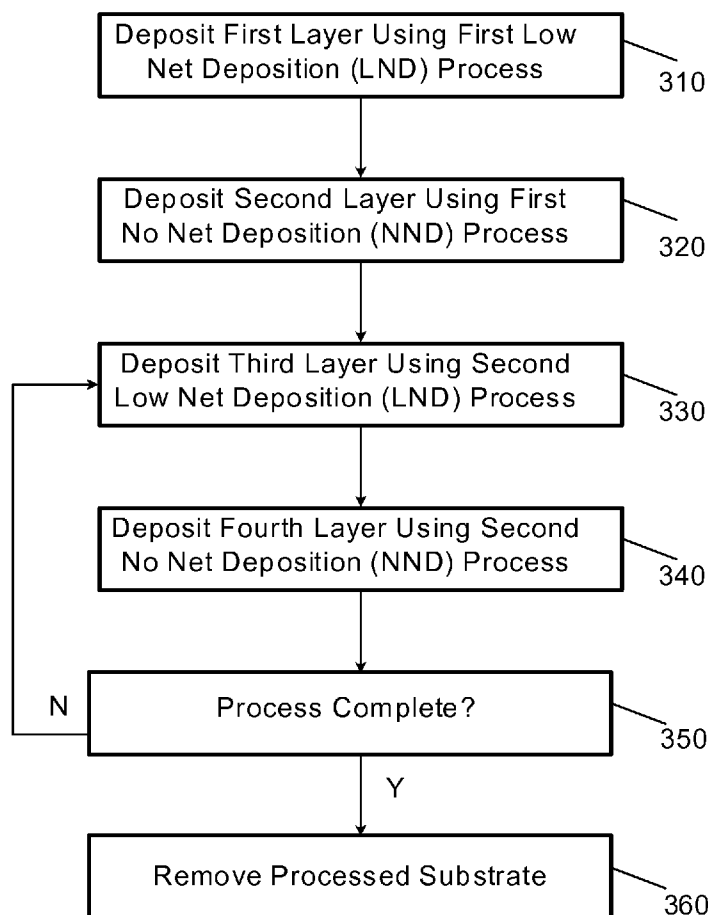 Deposit First Layer Using First Low
Net Deposition (LND) Process
310
Deposit Second Layer Using First
No Net Deposition (NND) Process
320
Deposit Third Layer Using Second
Low Net Deposition (LND) Process
330
Deposit Fourth Layer Using Second
No Net Deposition (NND) Process
340
N
Process Complete?
350
Y
Remove Processed Substrate
360